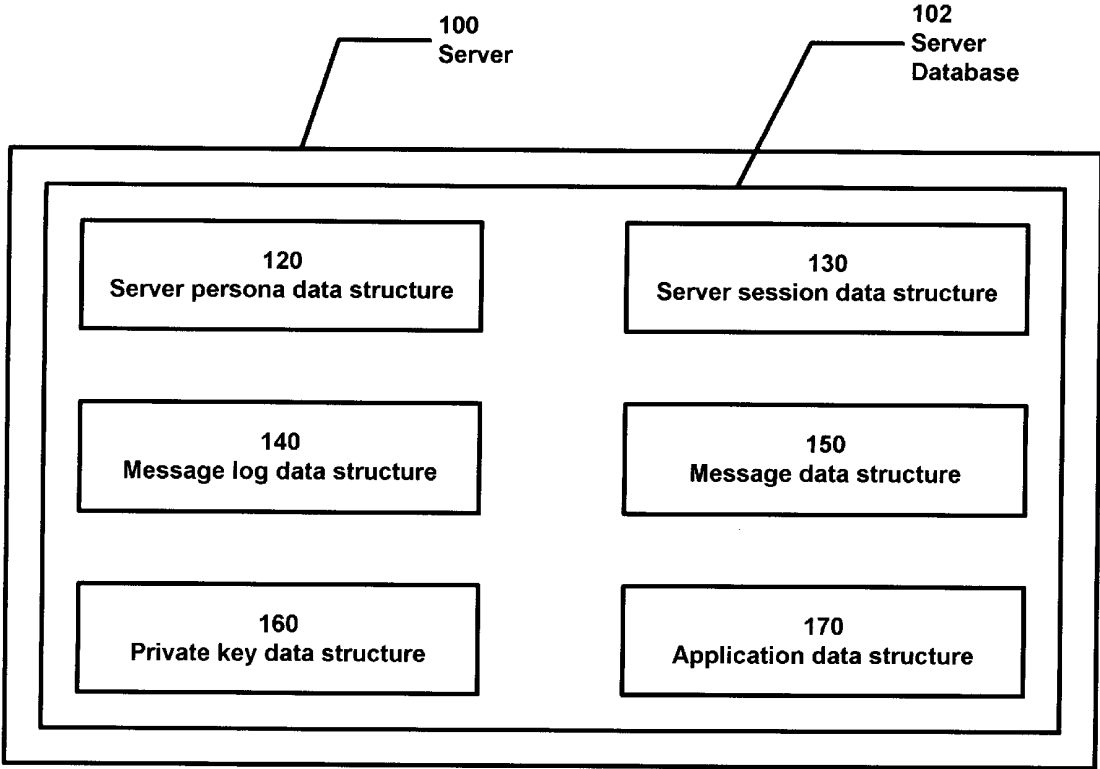 100
Server
102
Server
Database
120
Server persona data structure
130
Server session data structure
140
Message log data structure
150
Message data structure
160
Private key data structure
170
Application data structure